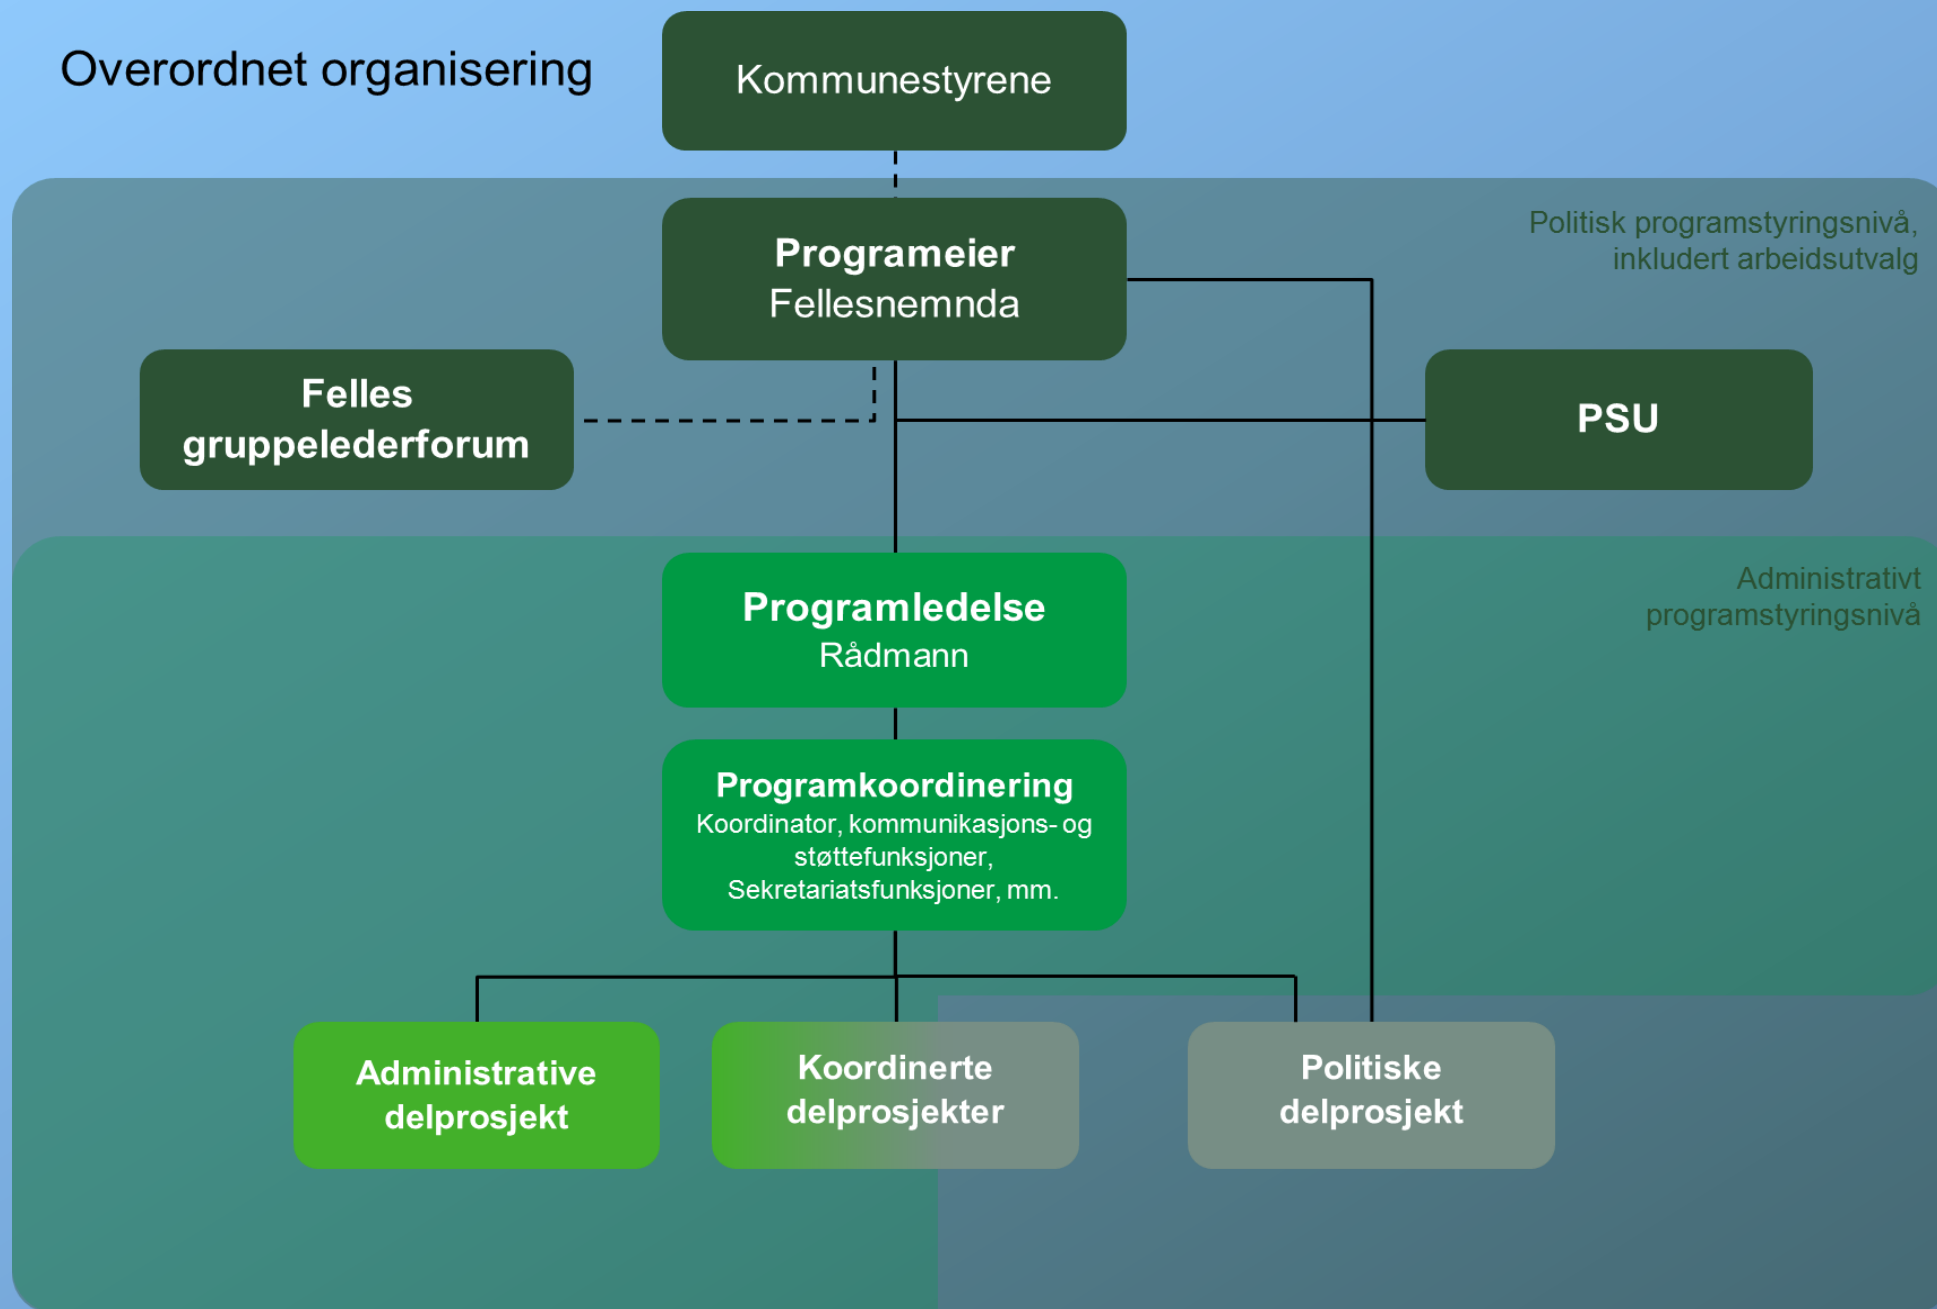 Overordnet organisering
Kommunestyrene
Politisk programstyringsnivå,
inkludert arbeidsutvalg
Programeier
Fellesnemnda
Felles
gruppelederforum
PSU
Administrativt
programstyringsnivå
Programledelse
Rådmann
Programkoordinering
Koordinator, kommunikasjons- og
støttefunksjoner,
Sekretariatsfunksjoner, mm.
Administrative
delprosjekt
Koordinerte
delprosjekter
Politiske
delprosjekt